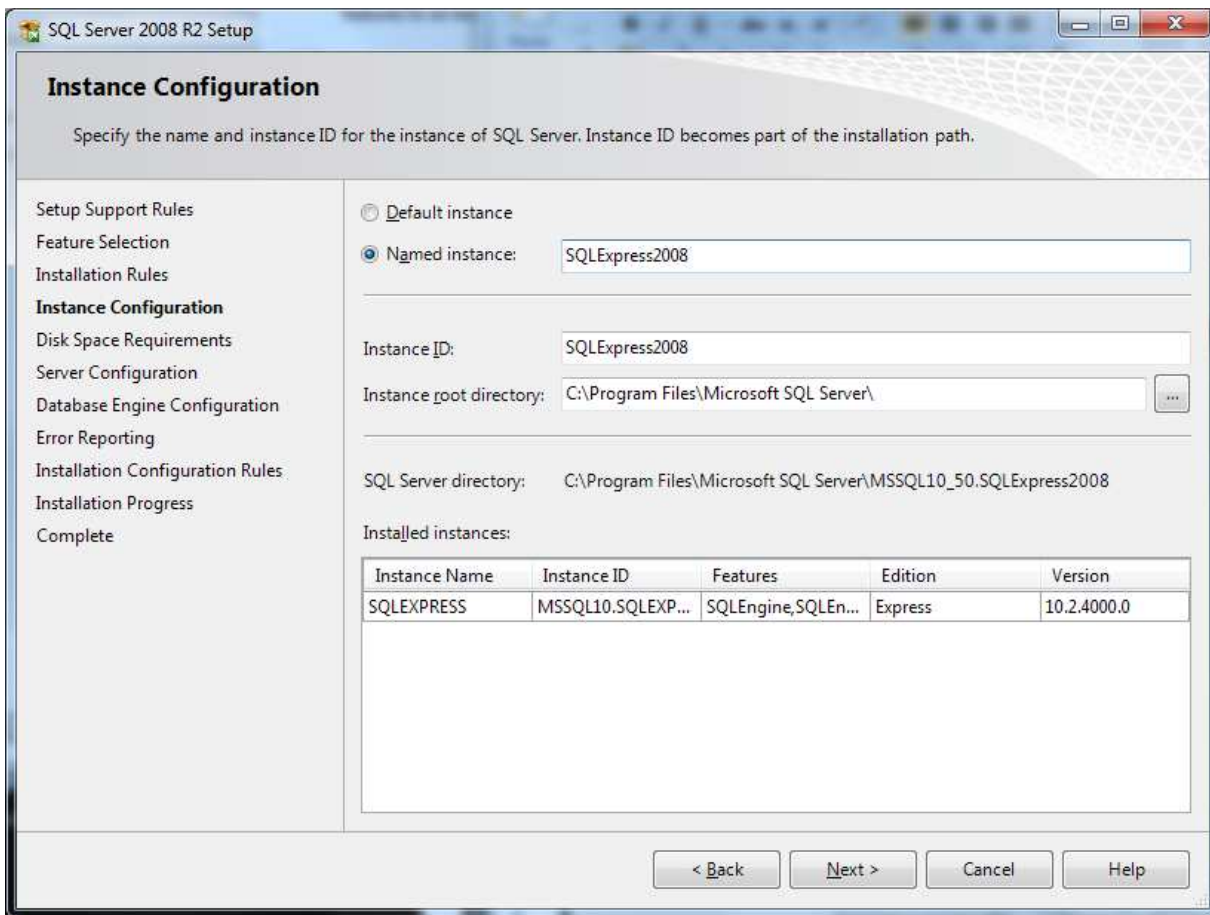 SQL Server 2008 R2 Setup
Instance Configuration
Specify the name and instance ID for the instance of SQL Server. Instance ID becomes part of the installation path.
Setup Support Rules
Feature Selection
Installation Rules
Instance Configuration
Disk Space Requirements
Server Configuration
Database Engine Configuration
Error Reporting
Installation Configuration Rules
Installation Progress
Complete
Default instance
Named instance: SQLExpress2008
Instance ID: SQLExpress2008
Instance root directory: C:\Program Files\Microsoft SQL Server\ ...
SQL Server directory: C:\Program Files\Microsoft SQL Server\MSSQL10_50.SQLExpress2008
Installed instances:
Instance Name Instance ID Features Edition Version
SQLEXPRESS MSSQL10.SQLEXP... SQLEngine,SQLEn... Express 10.2.4000.0
< Back Next > Cancel Help